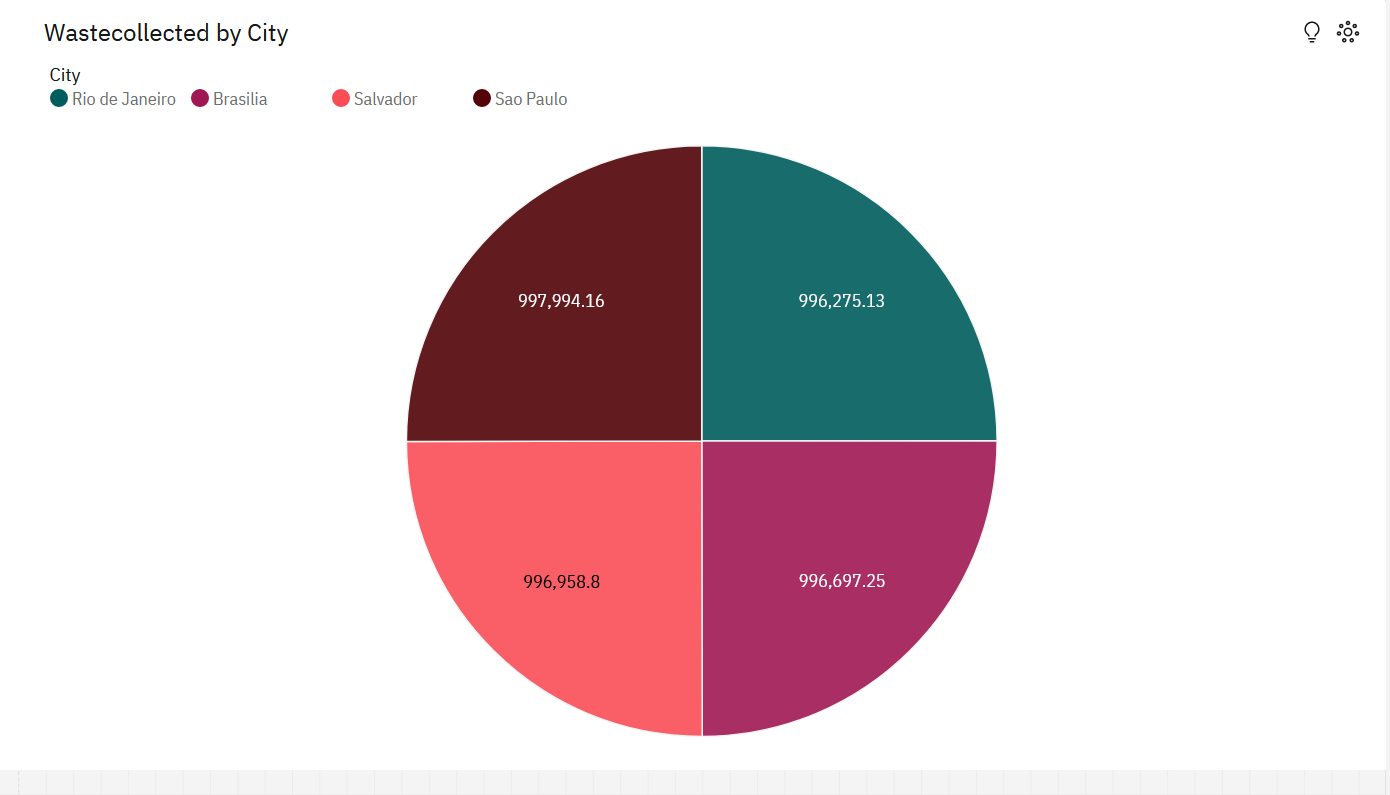 Wastecollected by City
City
Rio de Janeiro Brasilia Salvador Sao Paulo
997,994.16 996,275.13
996,958.8 996,697.25